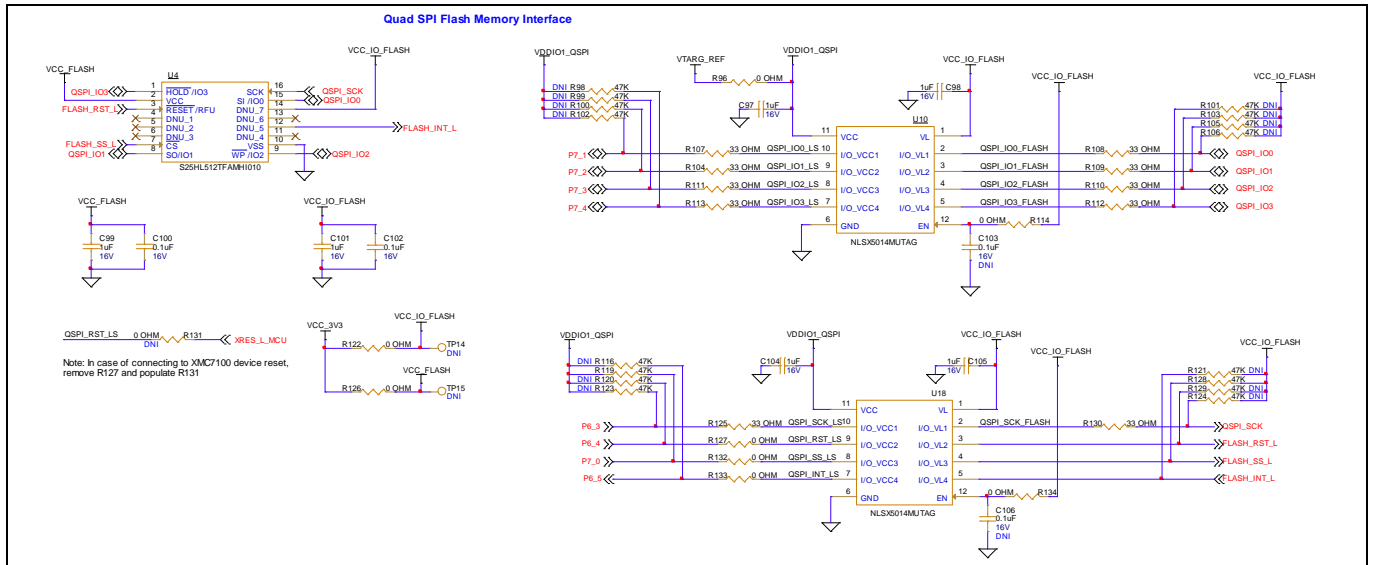 Quad SPI Flash Memory Interface
VCC_FLASH
VCC_IO_FLASH
U4
QSPI_IO3 1 HOLD/IO3 SCK 16 QSPI_SCK
2 VCC SI/IO0 15 QSPI_IO0
FLASH_RST_L 3 RESET/RFU DNU_7 14
4 DNU_1 DNU_6 13
5 DNU_2 DNU_5 12 FLASH_INT_L
6 DNU_3 DNU_4 11
FLASH_SS_L 7 CS VSS 10
QSPI_IO1 8 SO/IO1 WP/IO2 9 QSPI_IO2
S25HL512TFAMHI010
VCC_FLASH
C99
1uF
16V
C100
0.1uF
16V
VCC_IO_FLASH
C101
1uF
16V
C102
0.1uF
16V
QSPI_RST_LS 0 OHM R131 XRES_L_MCU
DNI
Note: In case of connecting to XMC7100 device reset,
remove R127 and populate R131
VCC_3V3
VCC_IO_FLASH
R122 0 OHM TP14
DNI
VCC_FLASH
R126 0 OHM TP15
DNI
VDDIO1_QSPI
DNI R98 47K
DNI R99 47K
DNI R100 47K
DNI R102 47K
VTARG_REF
R96 0 OHM
VDDIO1_QSPI
C97 1uF
16V
VCC_IO_FLASH
1uF C98
16V
VCC_IO_FLASH
VCC_IO_FLASH
R101 47K DNI
R103 47K DNI
R105 47K DNI
R106 47K DNI
U10
11 VCC VL 1
P7_1 R107 33 OHM QSPI_IO0_LS 10 I/O_VCC1 I/O_VL1 2 QSPI_IO0_FLASH R108 33 OHM QSPI_IO0
P7_2 R104 33 OHM QSPI_IO1_LS 9 I/O_VCC2 I/O_VL2 3 QSPI_IO1_FLASH R109 33 OHM QSPI_IO1
P7_3 R111 33 OHM QSPI_IO2_LS 8 I/O_VCC3 I/O_VL3 4 QSPI_IO2_FLASH R110 33 OHM QSPI_IO2
P7_4 R113 33 OHM QSPI_IO3_LS 7 I/O_VCC4 I/O_VL4 5 QSPI_IO3_FLASH R112 33 OHM QSPI_IO3
6 GND EN 12 0 OHM R114
NLSX5014MUTAG
C103
0.1uF
16V
DNI
VDDIO1_QSPI
DNI R116 47K
R119 47K
DNI R120 47K
DNI R123 47K
VDDIO1_QSPI
C104 1uF
16V
VCC_IO_FLASH
1uF C105
16V
VCC_IO_FLASH
VCC_IO_FLASH
R121 47K DNI
R128 47K
R129 47K DNI
R124 47K DNI
U18
11 VCC VL 1
P6_3 R125 33 OHM QSPI_SCK_LS 10 I/O_VCC1 I/O_VL1 2 QSPI_SCK_FLASH R130 33 OHM QSPI_SCK
P6_4 R127 0 OHM QSPI_RST_LS 9 I/O_VCC2 I/O_VL2 3 FLASH_RST_L
P7_0 R132 0 OHM QSPI_SS_LS 8 I/O_VCC3 I/O_VL3 4 FLASH_SS_L
P6_5 R133 0 OHM QSPI_INT_LS 7 I/O_VCC4 I/O_VL4 5 FLASH_INT_L
6 GND EN 12 0 OHM R134
NLSX5014MUTAG
C106
0.1uF
16V
DNI